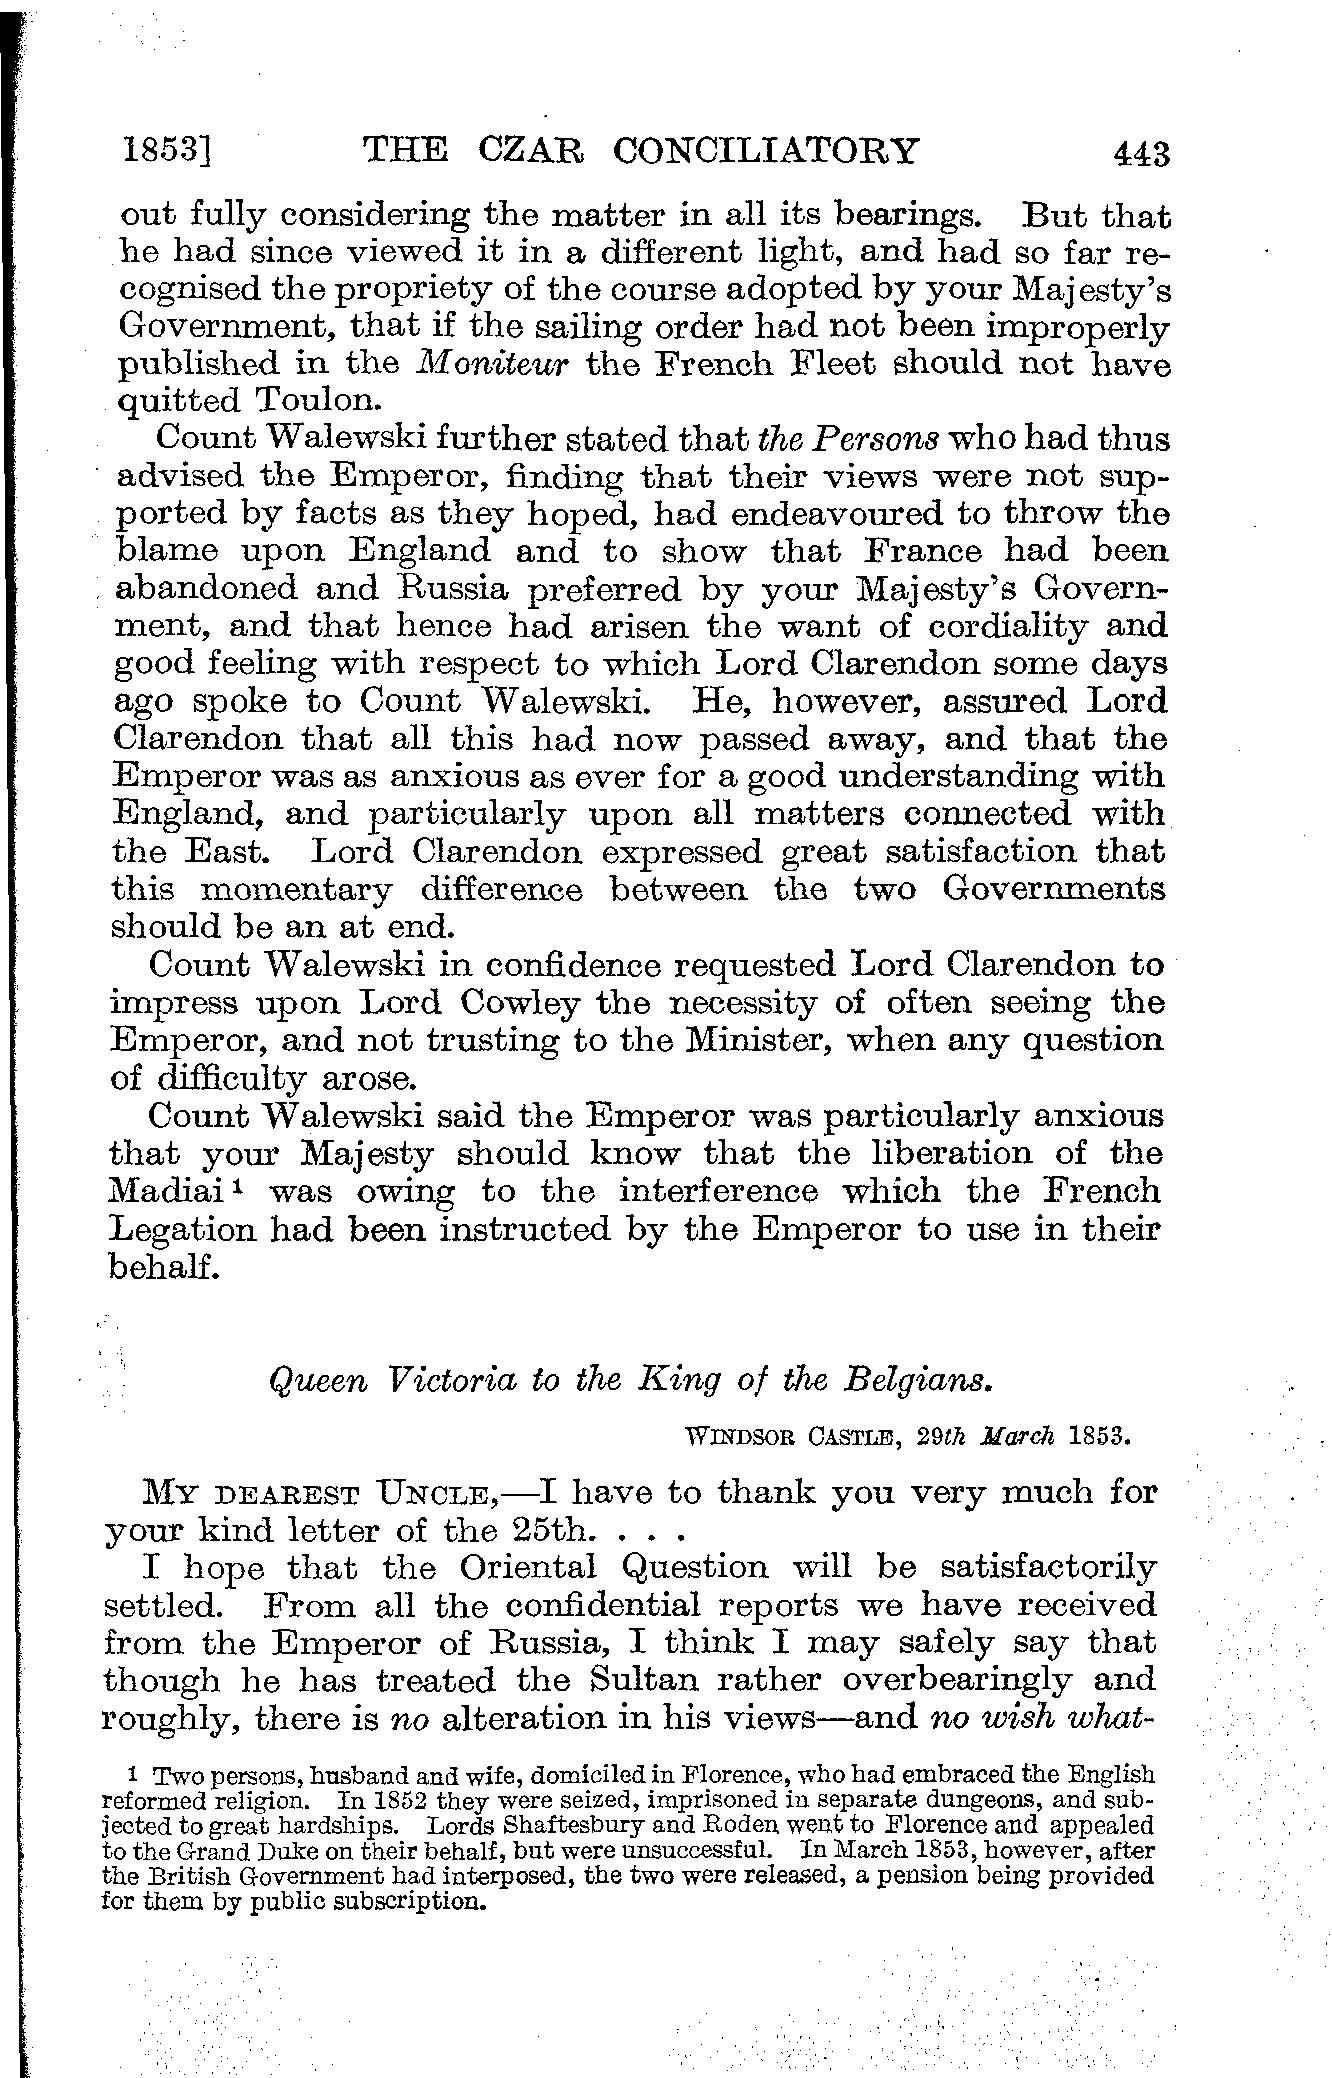 1853] THE CZAR CONCILIATORY 443
out fully considering the matter in all its bearings. But that
he had since viewed it in a different light, and had so far re-
cognised the propriety of the course adopted by your Majesty's
Government, that if the sailing order had not been improperly
published in the Moniteur the French Fleet should not have
quitted Toulon.
Count Walewski further stated that the Persons who had thus
advised the Emperor, finding that their views were not sup-
ported by facts as they hoped, had endeavoured to throw the
blame upon England and to show that France had been
abandoned and Russia preferred by your Majesty's Govern-
ment, and that hence had arisen the want of cordiality and
good feeling with respect to which Lord Clarendon some days
ago spoke to Count Walewski. He, however, assured Lord
Clarendon that all this had now passed away, and that the
Emperor was as anxious as ever for a good understanding with
England, and particularly upon all matters connected with
the East. Lord Clarendon expressed great satisfaction that
this momentary difference between the two Governments
should be an at end.
Count Walewski in confidence requested Lord Clarendon to
impress upon Lord Cowley the necessity of often seeing the
Emperor, and not trusting to the Minister, when any question
of difficulty arose.
Count Walewski said the Emperor was particularly anxious
that your Majesty should know that the liberation of the
Madiai¹ was owing to the interference which the French
Legation had been instructed by the Emperor to use in their
behalf.
Queen Victoria to the King of the Belgians.
WINDSOR CASTLE, 29th March 1853.
MY DEAREST UNCLE,—I have to thank you very much for
your kind letter of the 25th. . . .
I hope that the Oriental Question will be satisfactorily
settled. From all the confidential reports we have received
from the Emperor of Russia, I think I may safely say that
though he has treated the Sultan rather overbearingly and
roughly, there is no alteration in his views—and no wish what-
1 Two persons, husband and wife, domiciled in Florence, who had embraced the English
reformed religion. In 1852 they were seized, imprisoned in separate dungeons, and sub-
jected to great hardships. Lords Shaftesbury and Roden went to Florence and appealed
to the Grand Duke on their behalf, but were unsuccessful. In March 1853, however, after
the British Government had interposed, the two were released, a pension being provided
for them by public subscription.